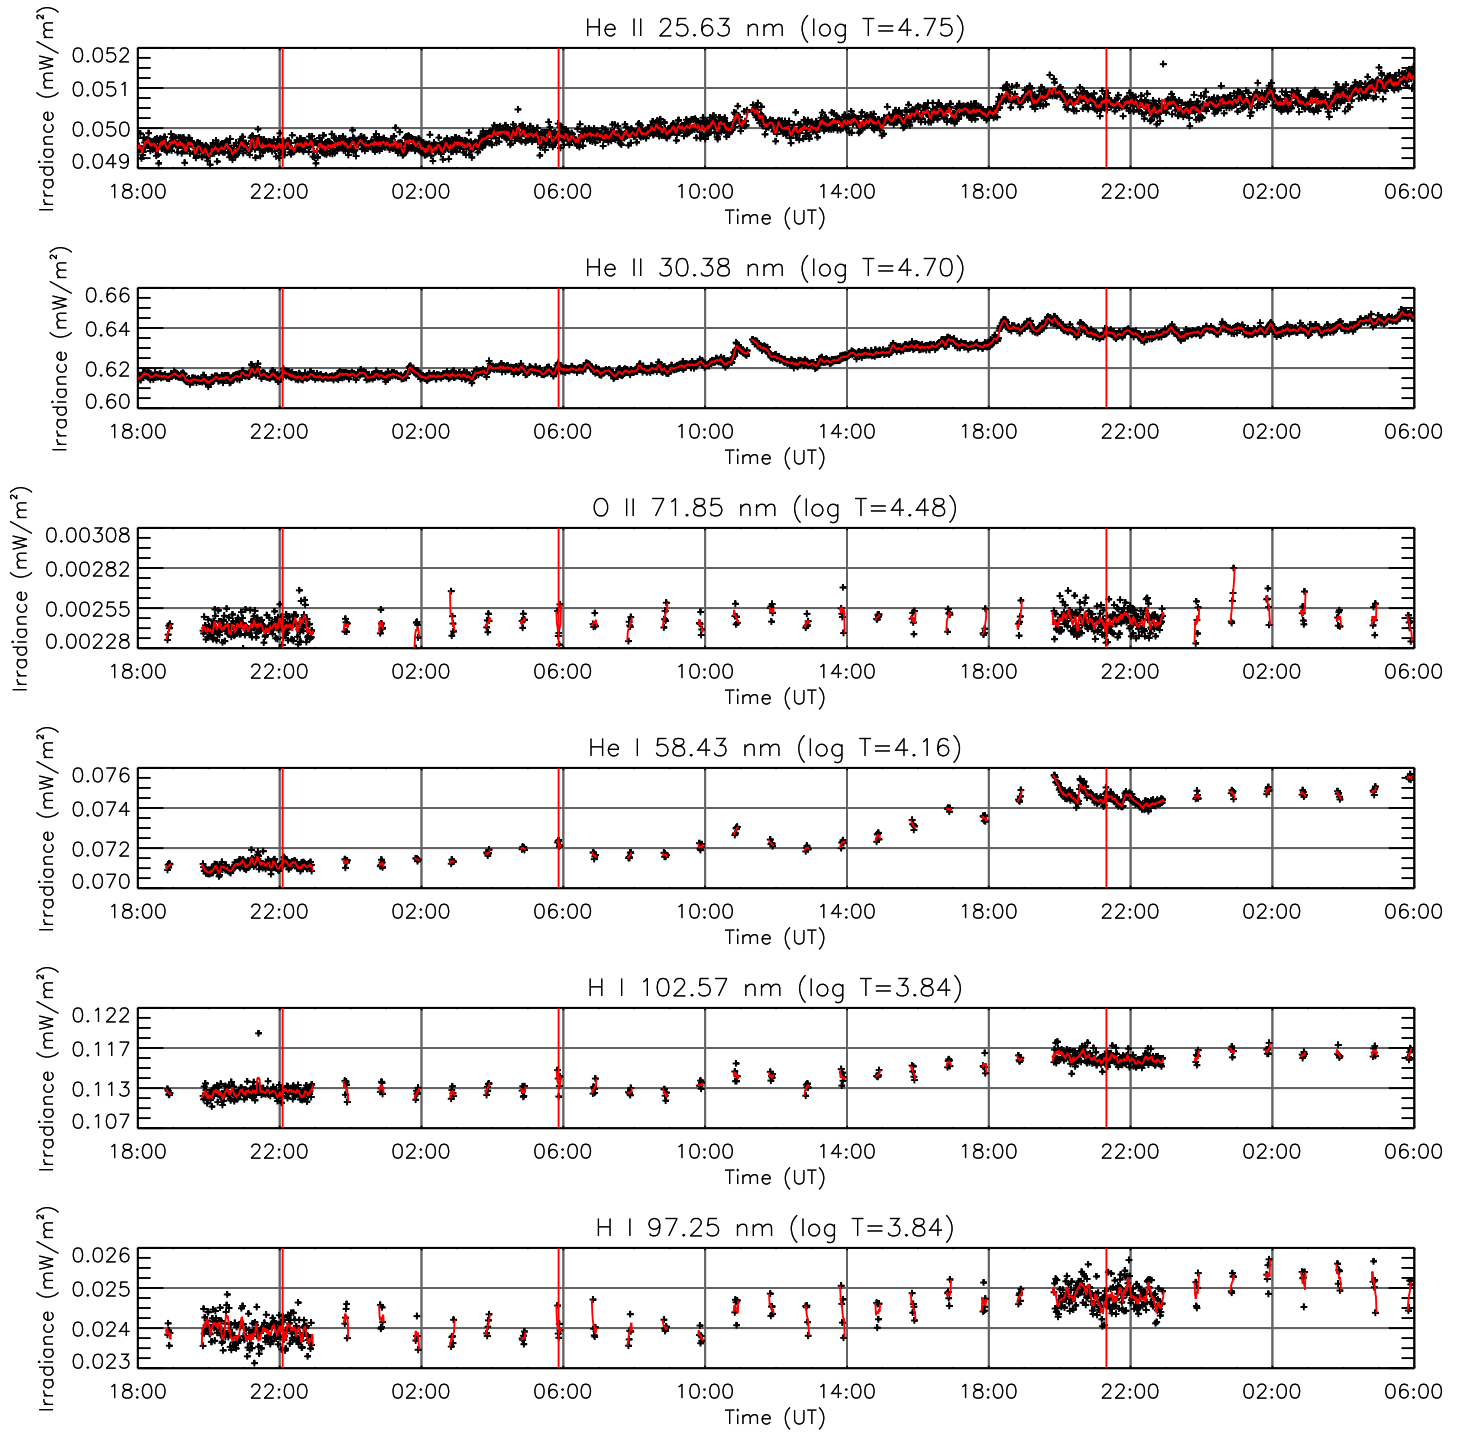 He II 25.63 nm (log T=4.75)
Irradiance (mW/m²)
0.052
0.051
0.050
0.049
18:00 22:00 02:00 06:00 10:00 14:00 18:00 22:00 02:00 06:00
Time (UT)
He II 30.38 nm (log T=4.70)
Irradiance (mW/m²)
0.66
0.64
0.62
0.60
18:00 22:00 02:00 06:00 10:00 14:00 18:00 22:00 02:00 06:00
Time (UT)
O II 71.85 nm (log T=4.48)
Irradiance (mW/m²)
0.00308
0.00282
0.00255
0.00228
18:00 22:00 02:00 06:00 10:00 14:00 18:00 22:00 02:00 06:00
Time (UT)
He I 58.43 nm (log T=4.16)
Irradiance (mW/m²)
0.076
0.074
0.072
0.070
18:00 22:00 02:00 06:00 10:00 14:00 18:00 22:00 02:00 06:00
Time (UT)
H I 102.57 nm (log T=3.84)
Irradiance (mW/m²)
0.122
0.117
0.113
0.107
18:00 22:00 02:00 06:00 10:00 14:00 18:00 22:00 02:00 06:00
Time (UT)
H I 97.25 nm (log T=3.84)
Irradiance (mW/m²)
0.026
0.025
0.024
0.023
18:00 22:00 02:00 06:00 10:00 14:00 18:00 22:00 02:00 06:00
Time (UT)